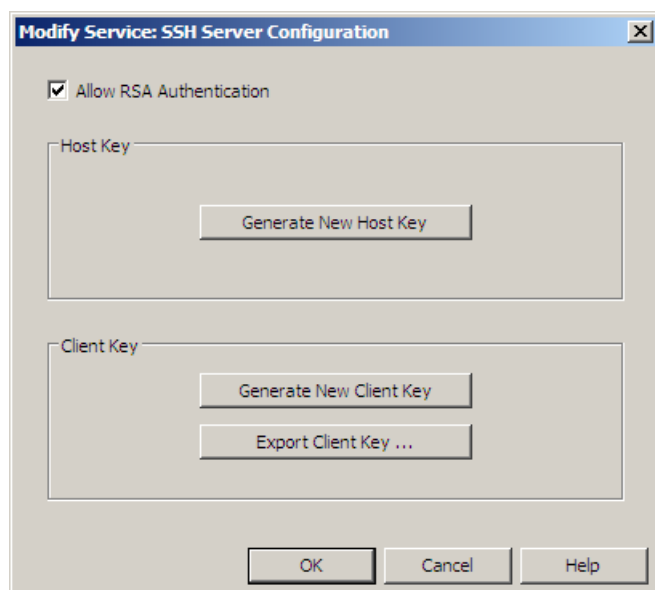 Modify Service: SSH Server Configuration
Allow RSA Authentication
Host Key
Generate New Host Key
Client Key
Generate New Client Key
Export Client Key ...
OK Cancel Help